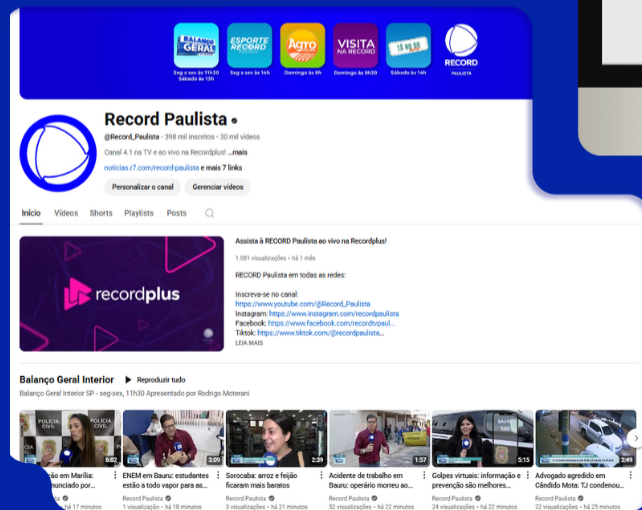 BALANÇO
GERAL
ESPORTE
RECORD
Agro
VISITA
NA RECORD
RECORD
PAULISTA
Seg a sex às 11h30
Sábado às 13h
Seg a sex às 14h
Domingo às 9h
Domingo às 9h30
Sábado às 14h
Record Paulista
@Record_Paulista • 398 mil inscritos • 30 mil vídeos
Canal 4.1 na TV e ao vivo na Recordplus! ...mais
noticias.r7.com/record-paulista e mais 7 links
Personalizar o canal
Gerenciar vídeos
Início Vídeos Shorts Playlists Posts
recordplus
Assista à RECORD Paulista ao vivo na Recordplus!
1.081 visualizações • há 1 mês
RECORD Paulista em todas as redes:
Inscreva-se no canal:
https://www.youtube.com/@Record_Paulista
Instagram: https://www.instagram.com/recordpaulista
Facebook: https://www.facebook.com/recordtvpaul...
Tiktok: https://www.tiktok.com/@recordpaulista...
LEIA MAIS
Balanço Geral Interior Reproduzir tudo
Balanço Geral Interior SP - seg-sex, 11h30 Apresentado por Rodrigo Moterani
POLÍCIA
CIVIL
POLÍCIA
CIVIL
6:02
3:09
2:39
1:57
5:15
2:49
ão em Marília:
nunciado por...
há 17 minutos
ENEM em Bauru: estudantes
estão a todo vapor para as...
Record Paulista
1 visualização • há 18 minutos
Sorocaba: arroz e feijão
ficaram mais baratos
Record Paulista
3 visualizações • há 21 minutos
Acidente de trabalho em
Bauru: operário morreu ao...
Record Paulista
52 visualizações • há 22 minutos
Golpes virtuais: informação e
prevenção são melhores...
Record Paulista
24 visualizações • há 22 minutos
Advogado agredido em
Cândido Mota: TJ condenou...
Record Paulista
22 visualizações • há 25 minutos